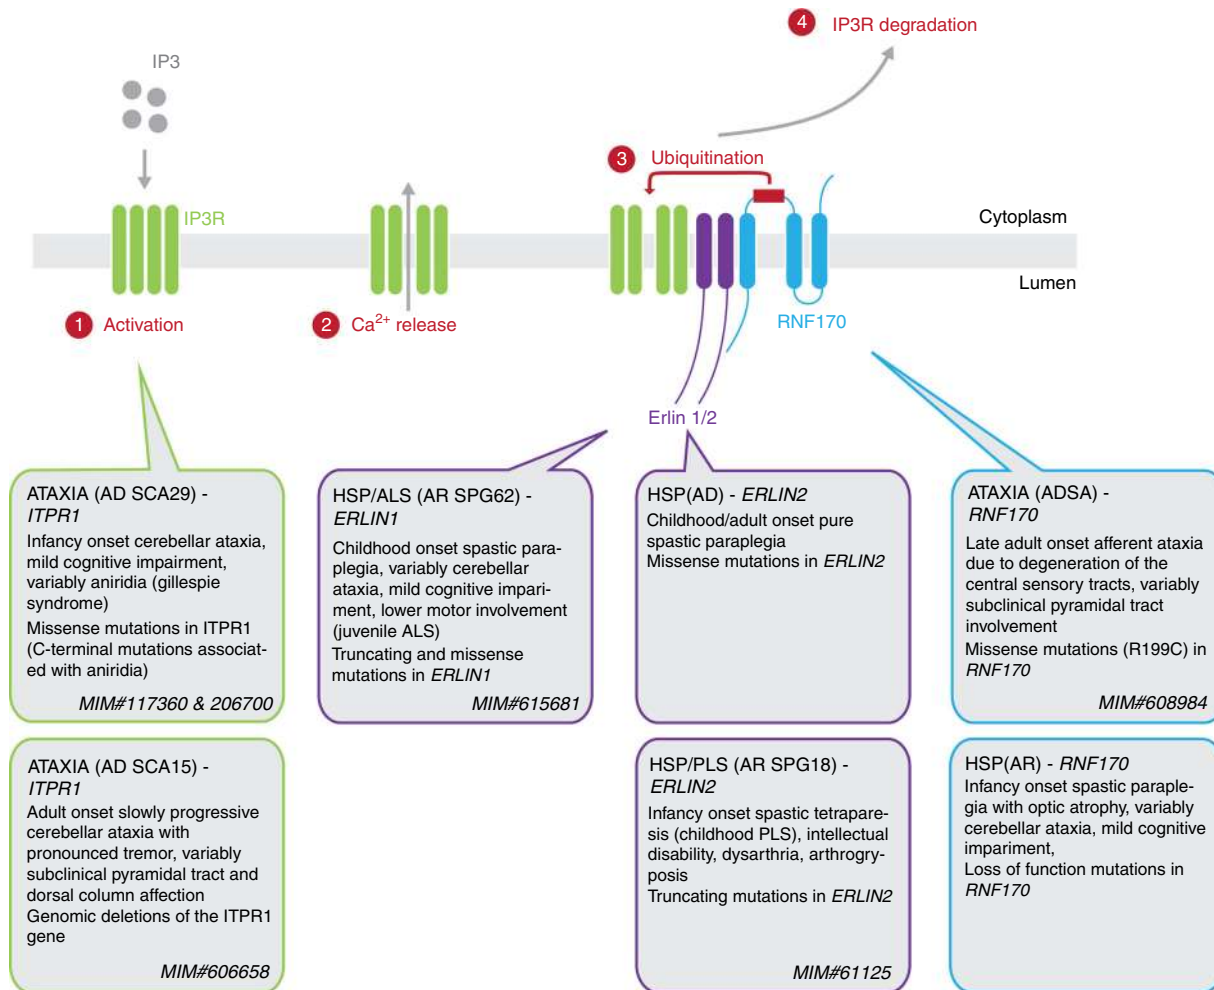 4 IP3R degradation
IP3
3 Ubiquitination
IP3R
Cytoplasm
Lumen
1 Activation
2 Ca2+ release
RNF170
Erlin 1/2
ATAXIA (AD SCA29) -
ITPR1
Infancy onset cerebellar ataxia,
mild cognitive impairment,
variably aniridia (gillespie
syndrome)
Missense mutations in ITPR1
(C-terminal mutations associat-
ed with aniridia)
MIM#117360 & 206700
HSP/ALS (AR SPG62) -
ERLIN1
Childhood onset spastic para-
plegia, variably cerebellar
ataxia, mild cognitive impari-
ment, lower motor involvement
(juvenile ALS)
Truncating and missense
mutations in ERLIN1
MIM#615681
HSP(AD) - ERLIN2
Childhood/adult onset pure
spastic paraplegia
Missense mutations in ERLIN2
ATAXIA (ADSA) -
RNF170
Late adult onset afferent ataxia
due to degeneration of the
central sensory tracts, variably
subclinical pyramidal tract
involvement
Missense mutations (R199C) in
RNF170
MIM#608984
ATAXIA (AD SCA15) -
ITPR1
Adult onset slowly progressive
cerebellar ataxia with
pronounced tremor, variably
subclinical pyramidal tract and
dorsal column affection
Genomic deletions of the ITPR1
gene
MIM#606658
HSP/PLS (AR SPG18) -
ERLIN2
Infancy onset spastic tetrapare-
sis (childhood PLS), intellectual
disability, dysarthria, arthrogry-
posis
Truncating mutations in ERLIN2
MIM#61125
HSP(AR) - RNF170
Infancy onset spastic paraple-
gia with optic atrophy, variably
cerebellar ataxia, mild cognitive
impariment,
Loss of function mutations in
RNF170